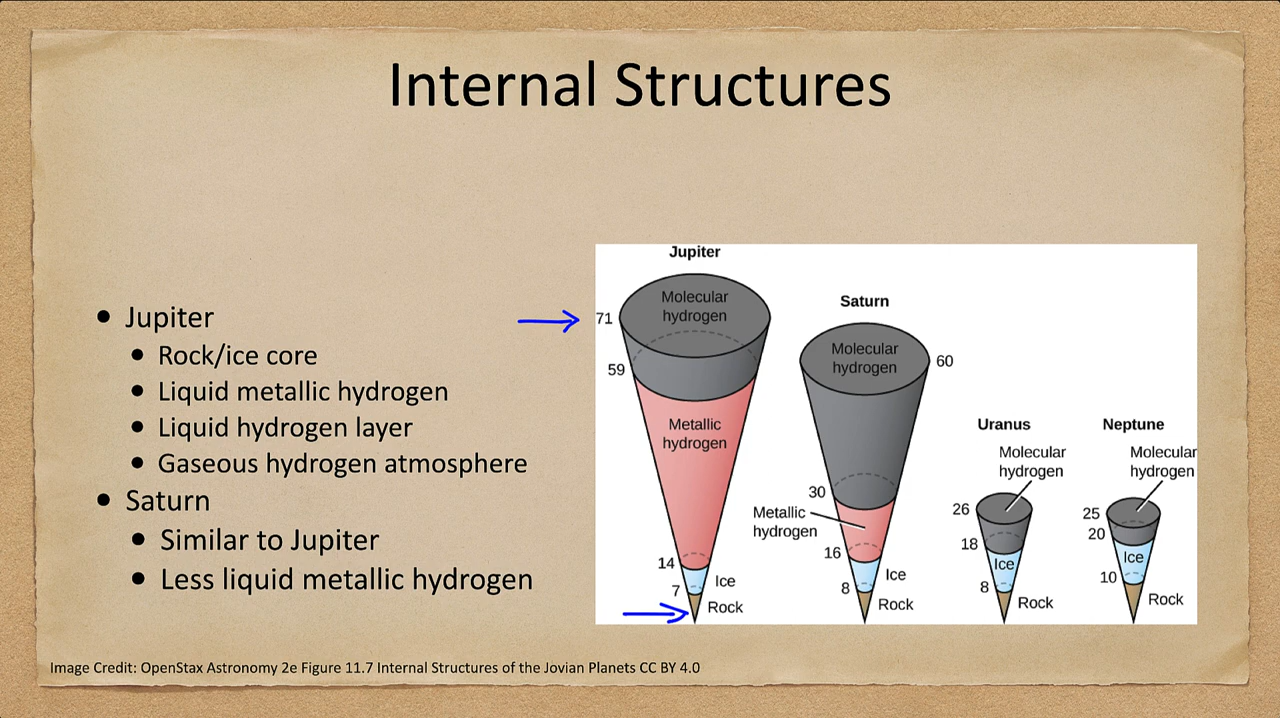 Internal Structures
• Jupiter
• Rock/ice core
• Liquid metallic hydrogen
• Liquid hydrogen layer
• Gaseous hydrogen atmosphere
• Saturn
• Similar to Jupiter
• Less liquid metallic hydrogen
Jupiter
Molecular
hydrogen
71
59
Metallic
hydrogen
14
7
Ice
Rock
Saturn
Molecular
hydrogen
60
30
Metallic
hydrogen
16
8
Ice
Rock
Uranus
Molecular
hydrogen
26
18
Ice
8
Rock
Neptune
Molecular
hydrogen
25
20
Ice
10
Rock
Image Credit: OpenStax Astronomy 2e Figure 11.7 Internal Structures of the Jovian Planets CC BY 4.0